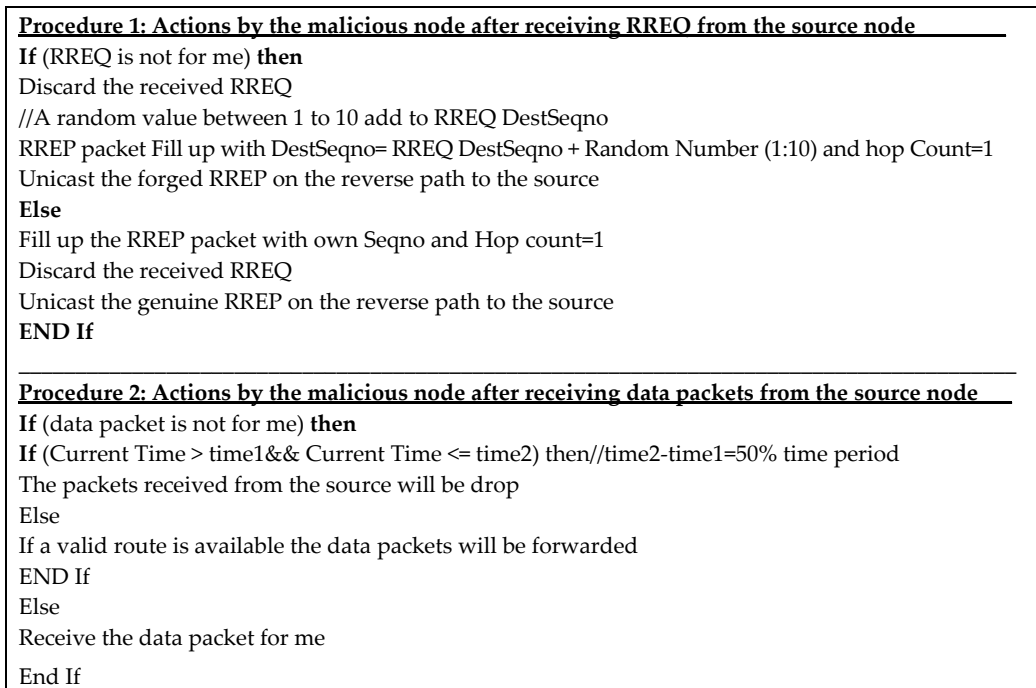 Procedure 1: Actions by the malicious node after receiving RREQ from the source node
If (RREQ is not for me) then
Discard the received RREQ
//A random value between 1 to 10 add to RREQ DestSeqno
RREP packet Fill up with DestSeqno= RREQ DestSeqno + Random Number (1:10) and hop Count=1
Unicast the forged RREP on the reverse path to the source
Else
Fill up the RREP packet with own Seqno and Hop count=1
Discard the received RREQ
Unicast the genuine RREP on the reverse path to the source
END If
Procedure 2: Actions by the malicious node after receiving data packets from the source node
If (data packet is not for me) then
If (Current Time > time1&& Current Time <= time2) then//time2-time1=50% time period
The packets received from the source will be drop
Else
If a valid route is available the data packets will be forwarded
END If
Else
Receive the data packet for me
End If